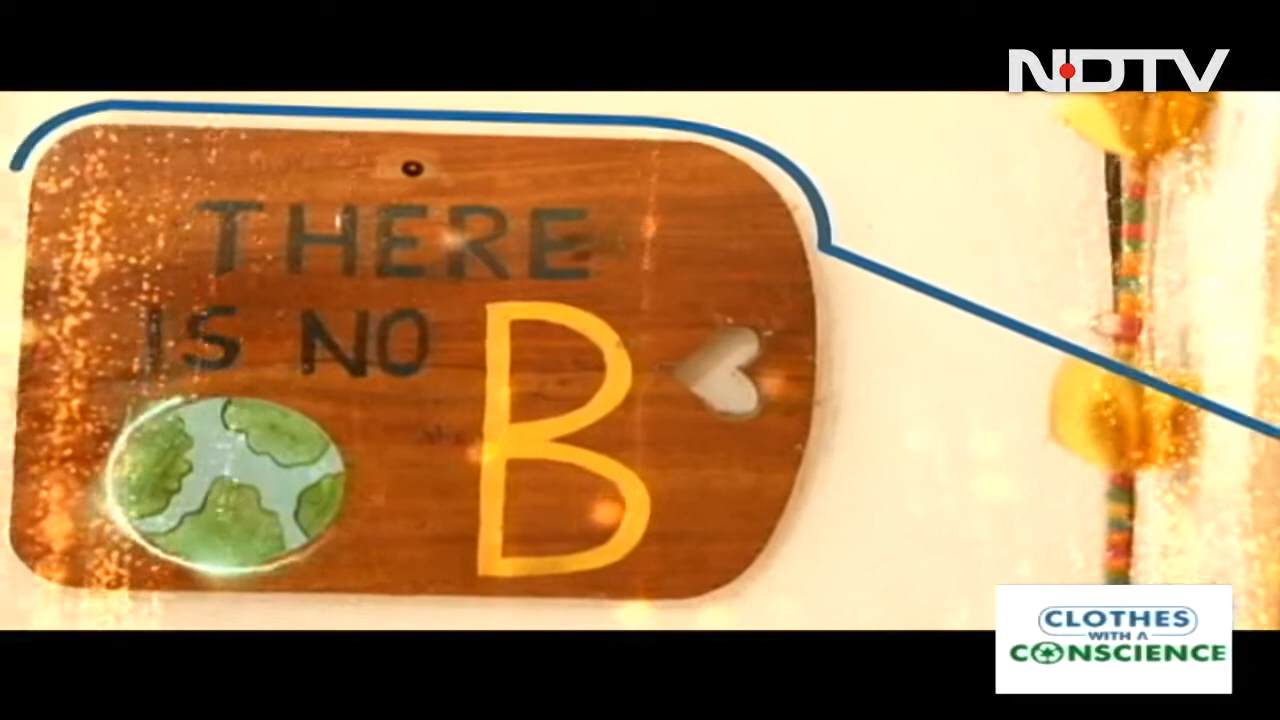 NDTV
THERE
IS NO
B
CLOTHES
WITH A
CONSCIENCE